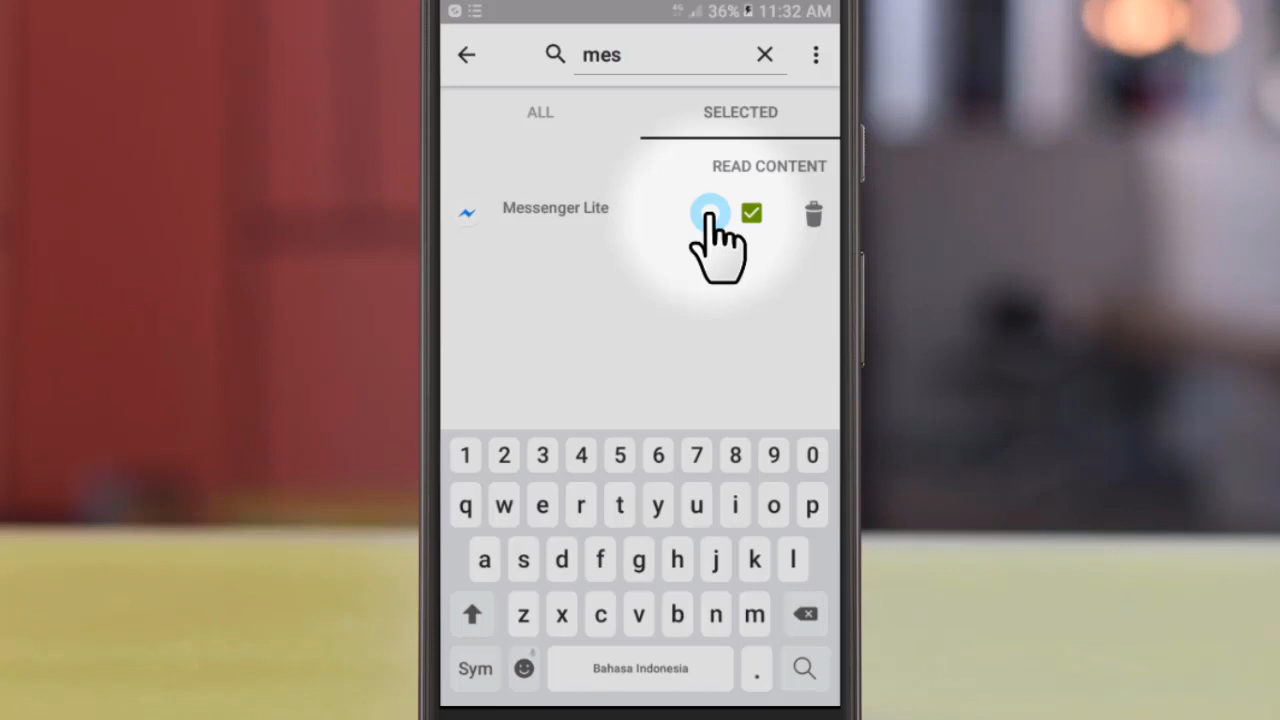 4G 36% 11:32 AM
mes
ALL SELECTED
READ CONTENT
Messenger Lite
1 2 3 4 5 6 7 8 9 0
q w e r t y u i o p
a s d f g h j k l
z x c v b n m
Sym Bahasa Indonesia .